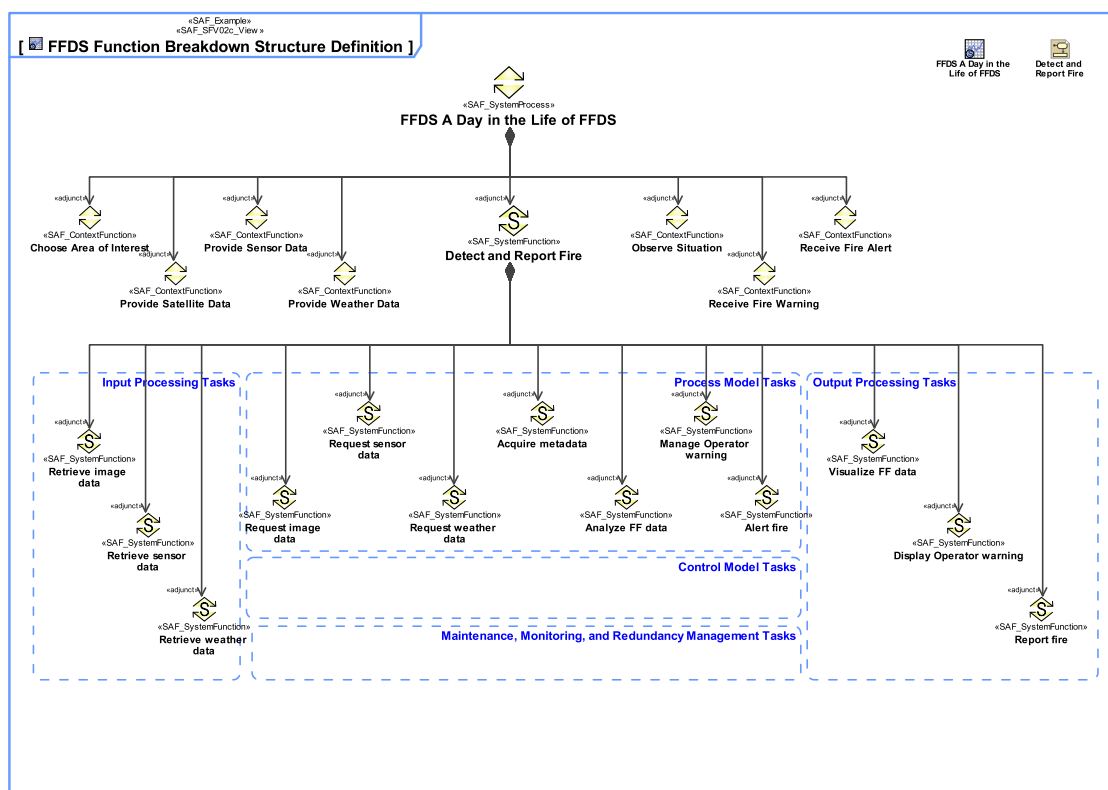 «SAF_Example»
«SAF_SFV02c_View »
[ FFDS Function Breakdown Structure Definition ]
FFDS A Day in the
Life of FFDS
Detect and
Report Fire
«SAF_SystemProcess»
FFDS A Day in the Life of FFDS
«adjunct»
«SAF_ContextFunction»
Choose Area of Interest
«adjunct»
«SAF_ContextFunction»
Provide Satellite Data
«adjunct»
«SAF_ContextFunction»
Provide Sensor Data
«adjunct»
«SAF_ContextFunction»
Provide Weather Data
«adjunct»
S
«SAF_SystemFunction»
Detect and Report Fire
«adjunct»
«SAF_ContextFunction»
Observe Situation
«adjunct»
«SAF_ContextFunction»
Receive Fire Warning
«adjunct»
«SAF_ContextFunction»
Receive Fire Alert
Input Processing Tasks
«adjunct»
S
«SAF_SystemFunction»
Retrieve image
data
«adjunct»
S
«SAF_SystemFunction»
Retrieve sensor
data
«adjunct»
S
«SAF_SystemFunction»
Retrieve weather
data
Process Model Tasks
«adjunct»
S
«SAF_SystemFunction»
Request image
data
«adjunct»
S
«SAF_SystemFunction»
Request sensor
data
«adjunct»
S
«SAF_SystemFunction»
Request weather
data
«adjunct»
S
«SAF_SystemFunction»
Acquire metadata
«adjunct»
S
«SAF_SystemFunction»
Analyze FF data
«adjunct»
S
«SAF_SystemFunction»
Manage Operator
warning
«adjunct»
S
«SAF_SystemFunction»
Alert fire
Control Model Tasks
Maintenance, Monitoring, and Redundancy Management Tasks
Output Processing Tasks
«adjunct»
S
«SAF_SystemFunction»
Visualize FF data
«adjunct»
S
«SAF_SystemFunction»
Display Operator warning
«adjunct»
S
«SAF_SystemFunction»
Report fire